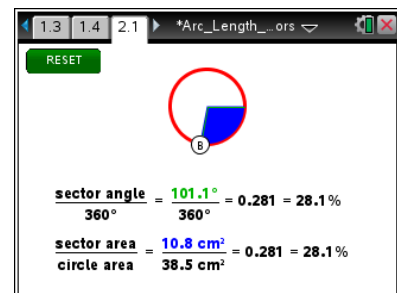 1.3 1.4 2.1 *Arc_Length_...ors
RESET
B
sector angle / 360° = 101.1° / 360° = 0.281 = 28.1%
sector area / circle area = 10.8 cm² / 38.5 cm² = 0.281 = 28.1%